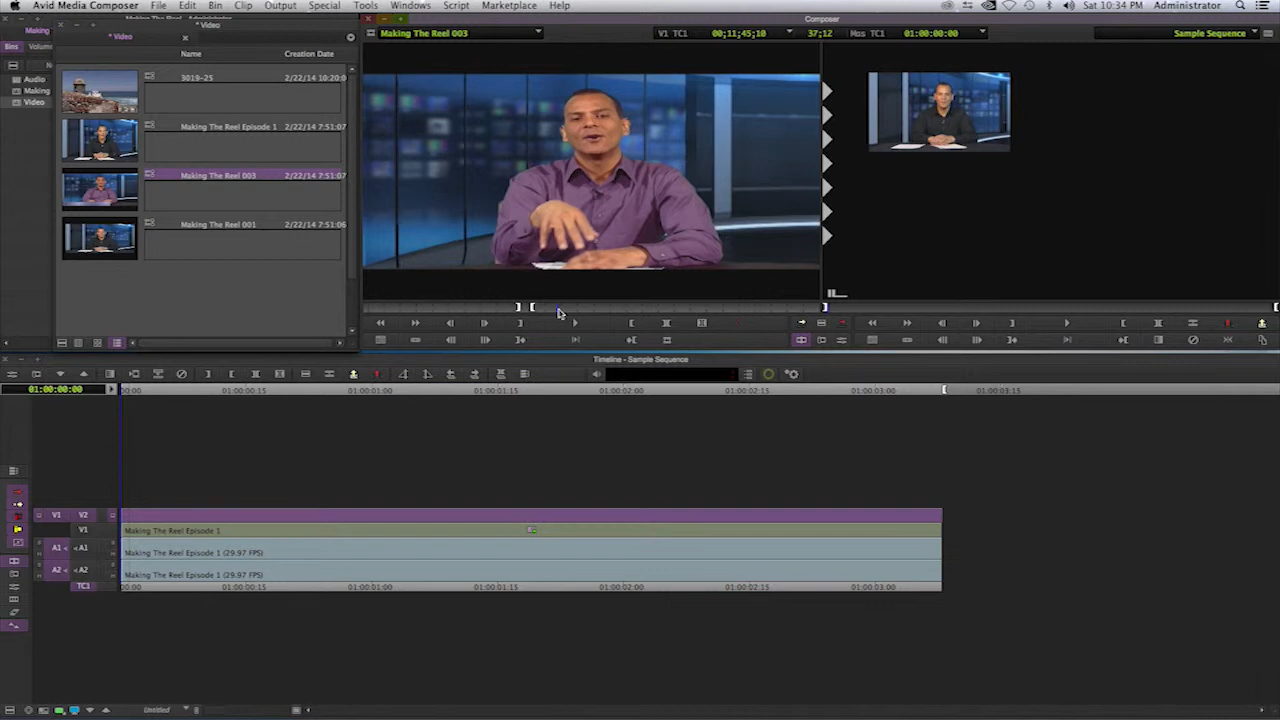 Avid Media Composer File Edit Bin Clip Output Special Tools Windows Script Marketplace Help Sat 10:34 PM Administrator
Video
Composer
Making
Video
Making The Reel 003 V1 TC1 00;11;45;10 37;12 Mas TC1 01:00:00:00 Sample Sequence
Bins Volum
Name Creation Date
Audio
Making
Video
3019-25 2/22/14 10:20:0
Making The Reel Episode 1 2/22/14 7:51:07
Making The Reel 003 2/22/14 7:51:07
Making The Reel 001 2/22/14 7:51:06
Timeline - Sample Sequence
01:00:00:00 00:00 01:00:00:15 01:00:01:00 01:00:01:15 01:00:02:00 01:00:02:15 01:00:03:00 01:00:03:15
V1 V2
V1 Making The Reel Episode 1
A1 A1 Making The Reel Episode 1 (29.97 FPS)
A2 A2 Making The Reel Episode 1 (29.97 FPS)
TC1 00:00 01:00:00:15 01:00:01:00 01:00:01:15 01:00:02:00 01:00:02:15 01:00:03:00
Untitled